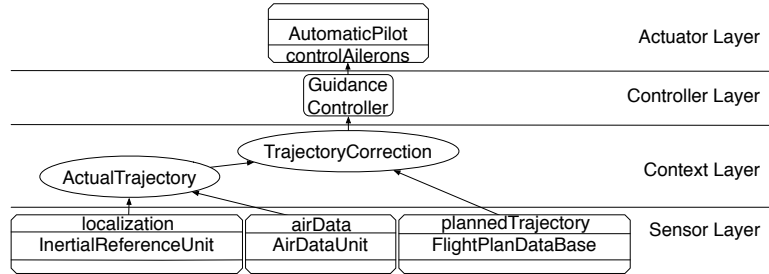 AutomaticPilot
controlAilerons
Actuator Layer
Guidance
Controller
Controller Layer
TrajectoryCorrection
ActualTrajectory
Context Layer
localization
InertialReferenceUnit
airData
AirDataUnit
plannedTrajectory
FlightPlanDataBase
Sensor Layer